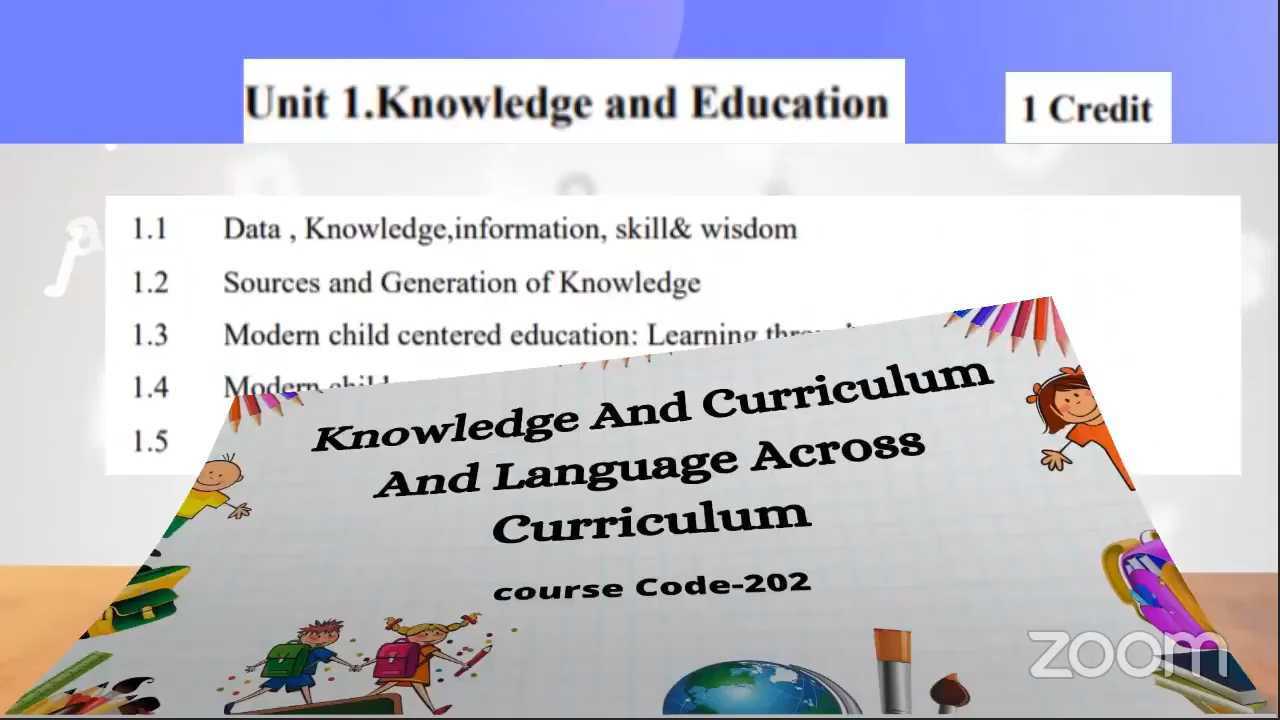 Unit 1.Knowledge and Education
1 Credit
1.1 Data , Knowledge,information, skill& wisdom
1.2 Sources and Generation of Knowledge
1.3 Modern child centered education: Learning
1.4 Modern
1.5
Knowledge And Curriculum
And Language Across
Curriculum
course Code-202
zoom